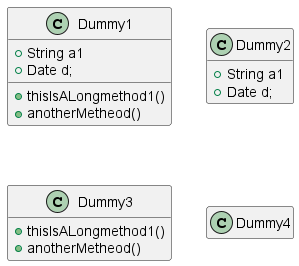 C Dummy1
String a1
Date d;
thisIsALongmethod1()
anotherMetheod()
C Dummy2
String a1
Date d;
C Dummy3
thisIsALongmethod1()
anotherMetheod()
C Dummy4